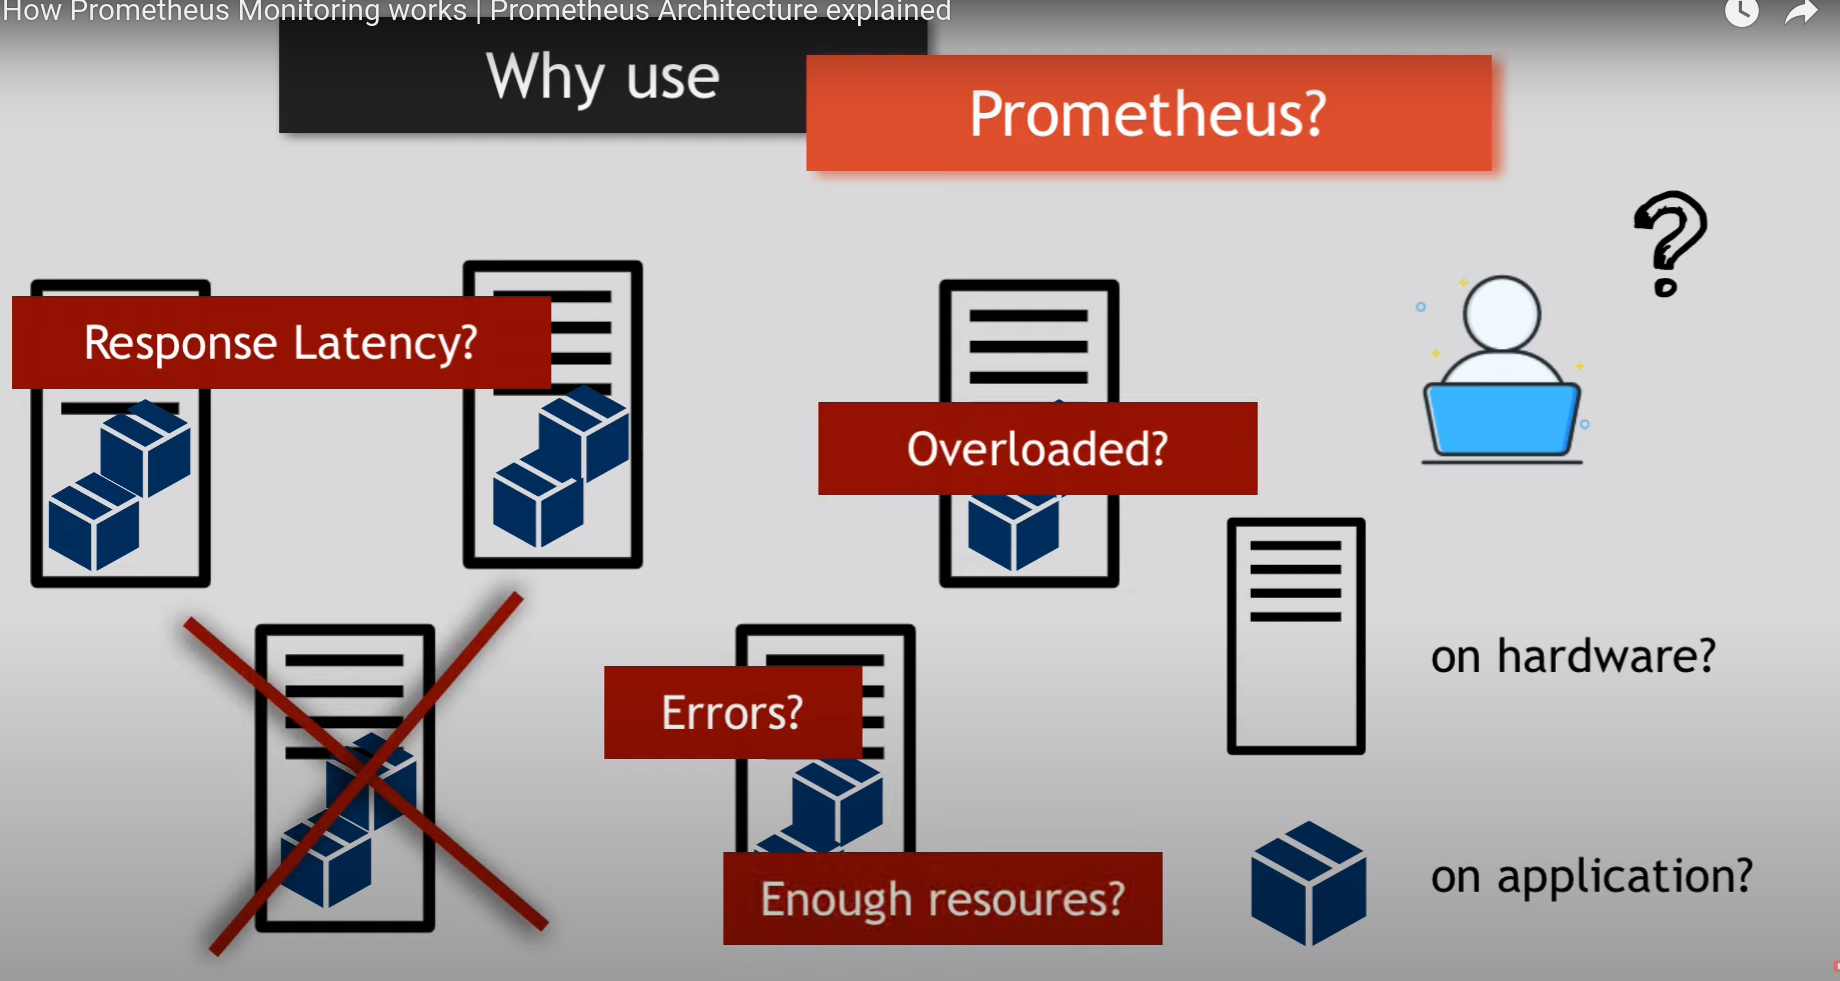 How Prometheus Monitoring works | Prometheus Architecture explained
Why use
Prometheus?
Response Latency?
Overloaded?
on hardware?
Errors?
on application?
Enough resoures?